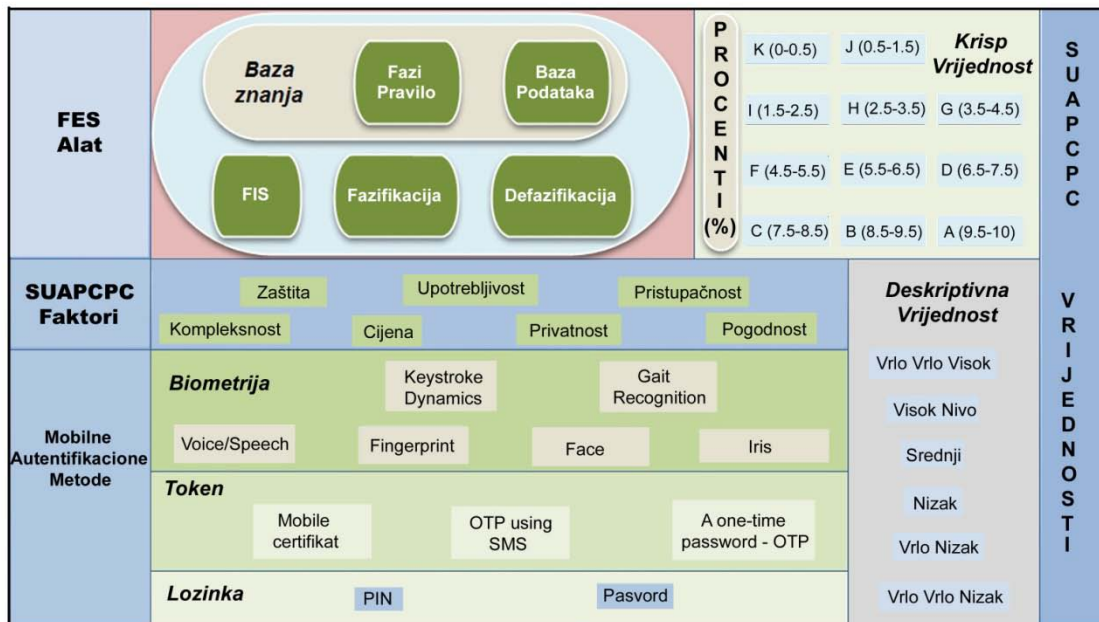 FES
Alat
Baza
znanja
Fazi
Pravilo
Baza
Podataka
FIS
Fazifikacija
Defazifikacija
PROCENTI
(%)
K (0-0.5)
J (0.5-1.5)
Krisp
Vrijednost
I (1.5-2.5)
H (2.5-3.5)
G (3.5-4.5)
F (4.5-5.5)
E (5.5-6.5)
D (6.5-7.5)
C (7.5-8.5)
B (8.5-9.5)
A (9.5-10)
SUAPCPC VRIJEDNOSTI
SUAPCPC
Faktori
Zaštita
Upotrebljivost
Pristupačnost
Kompleksnost
Cijena
Privatnost
Pogodnost
Deskriptivna
Vrijednost
Vrlo Vrlo Visok
Visok Nivo
Srednji
Nizak
Vrlo Nizak
Vrlo Vrlo Nizak
Mobilne
Autentifikacione
Metode
Biometrija
Keystroke
Dynamics
Gait
Recognition
Voice/Speech
Fingerprint
Face
Iris
Token
Mobile
certifikat
OTP using
SMS
A one-time
password - OTP
Lozinka
PIN
Pasvord